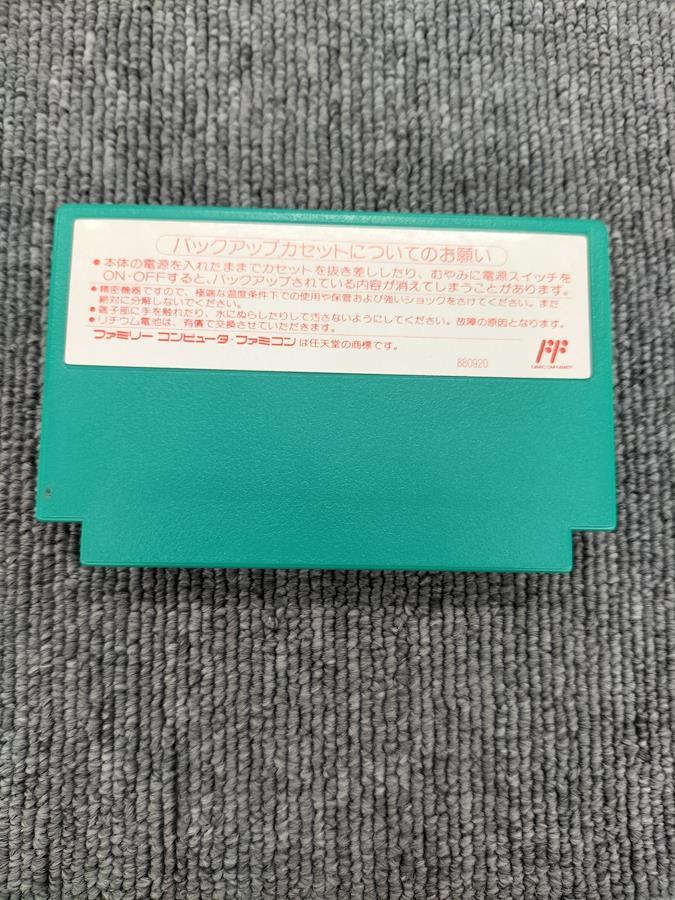 バックアップカセットについてのお願い
●本体の電源を入れたままでカセットを抜き差ししたり、むやみに電源スイッチを
ON・OFFすると、バックアップされている内容が消えてしまうことがあります。
●精密機器ですので、極端な温度条件下での使用や保管および強いショックをさけてください。また
絶対に分解しないでください。
●端子部に手を触れたり、水にぬらしたりして汚さないようにしてください。故障の原因となります。
●リチウム電池は、有償で交換させていただきます。
ファミリー コンピュータ・ファミコン は任天堂の商標です。
880920
FF
FAMICOM FAMILY